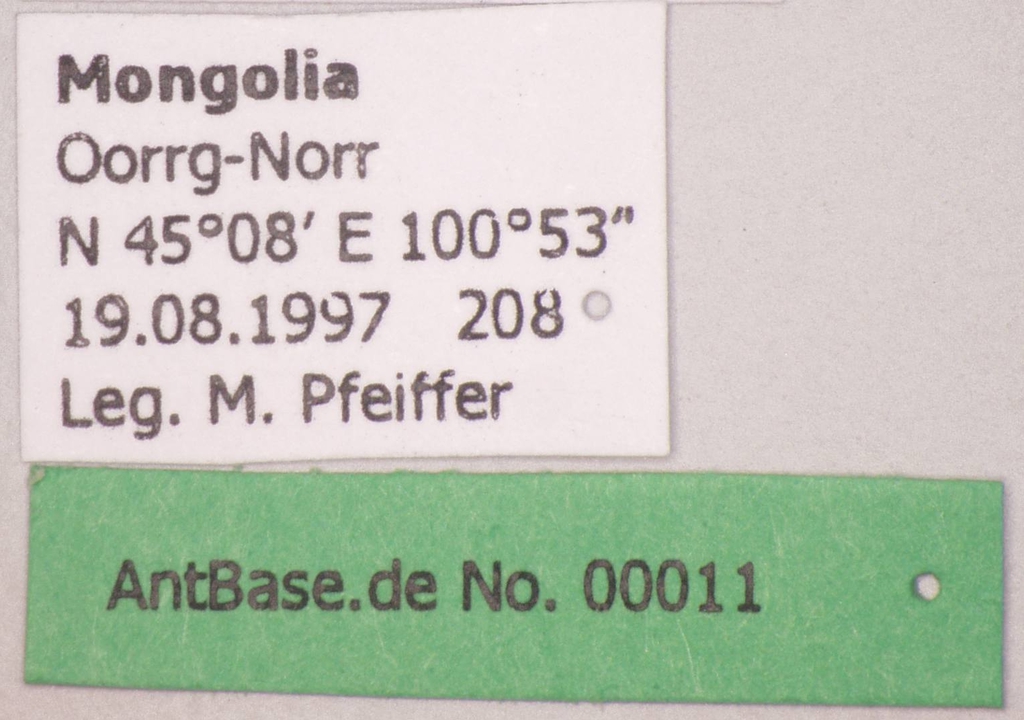 Mongolia
Oorrg-Norr
N 45°08' E 100°53"
19.08.1997 208
Leg. M. Pfeiffer
AntBase.de No. 00011